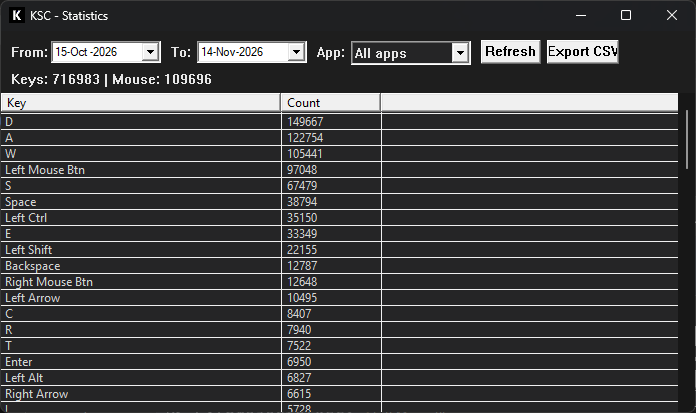 K KSC - Statistics
From: 15-Oct -2026 To: 14-Nov-2026 App: All apps Refresh Export CSV
Keys: 716983 | Mouse: 109696
Key Count
D 149667
A 122754
W 105441
Left Mouse Btn 97048
S 67479
Space 38794
Left Ctrl 35150
E 33349
Left Shift 22155
Backspace 12787
Right Mouse Btn 12648
Left Arrow 10495
C 8407
R 7940
T 7522
Enter 6950
Left Alt 6827
Right Arrow 6615
5728